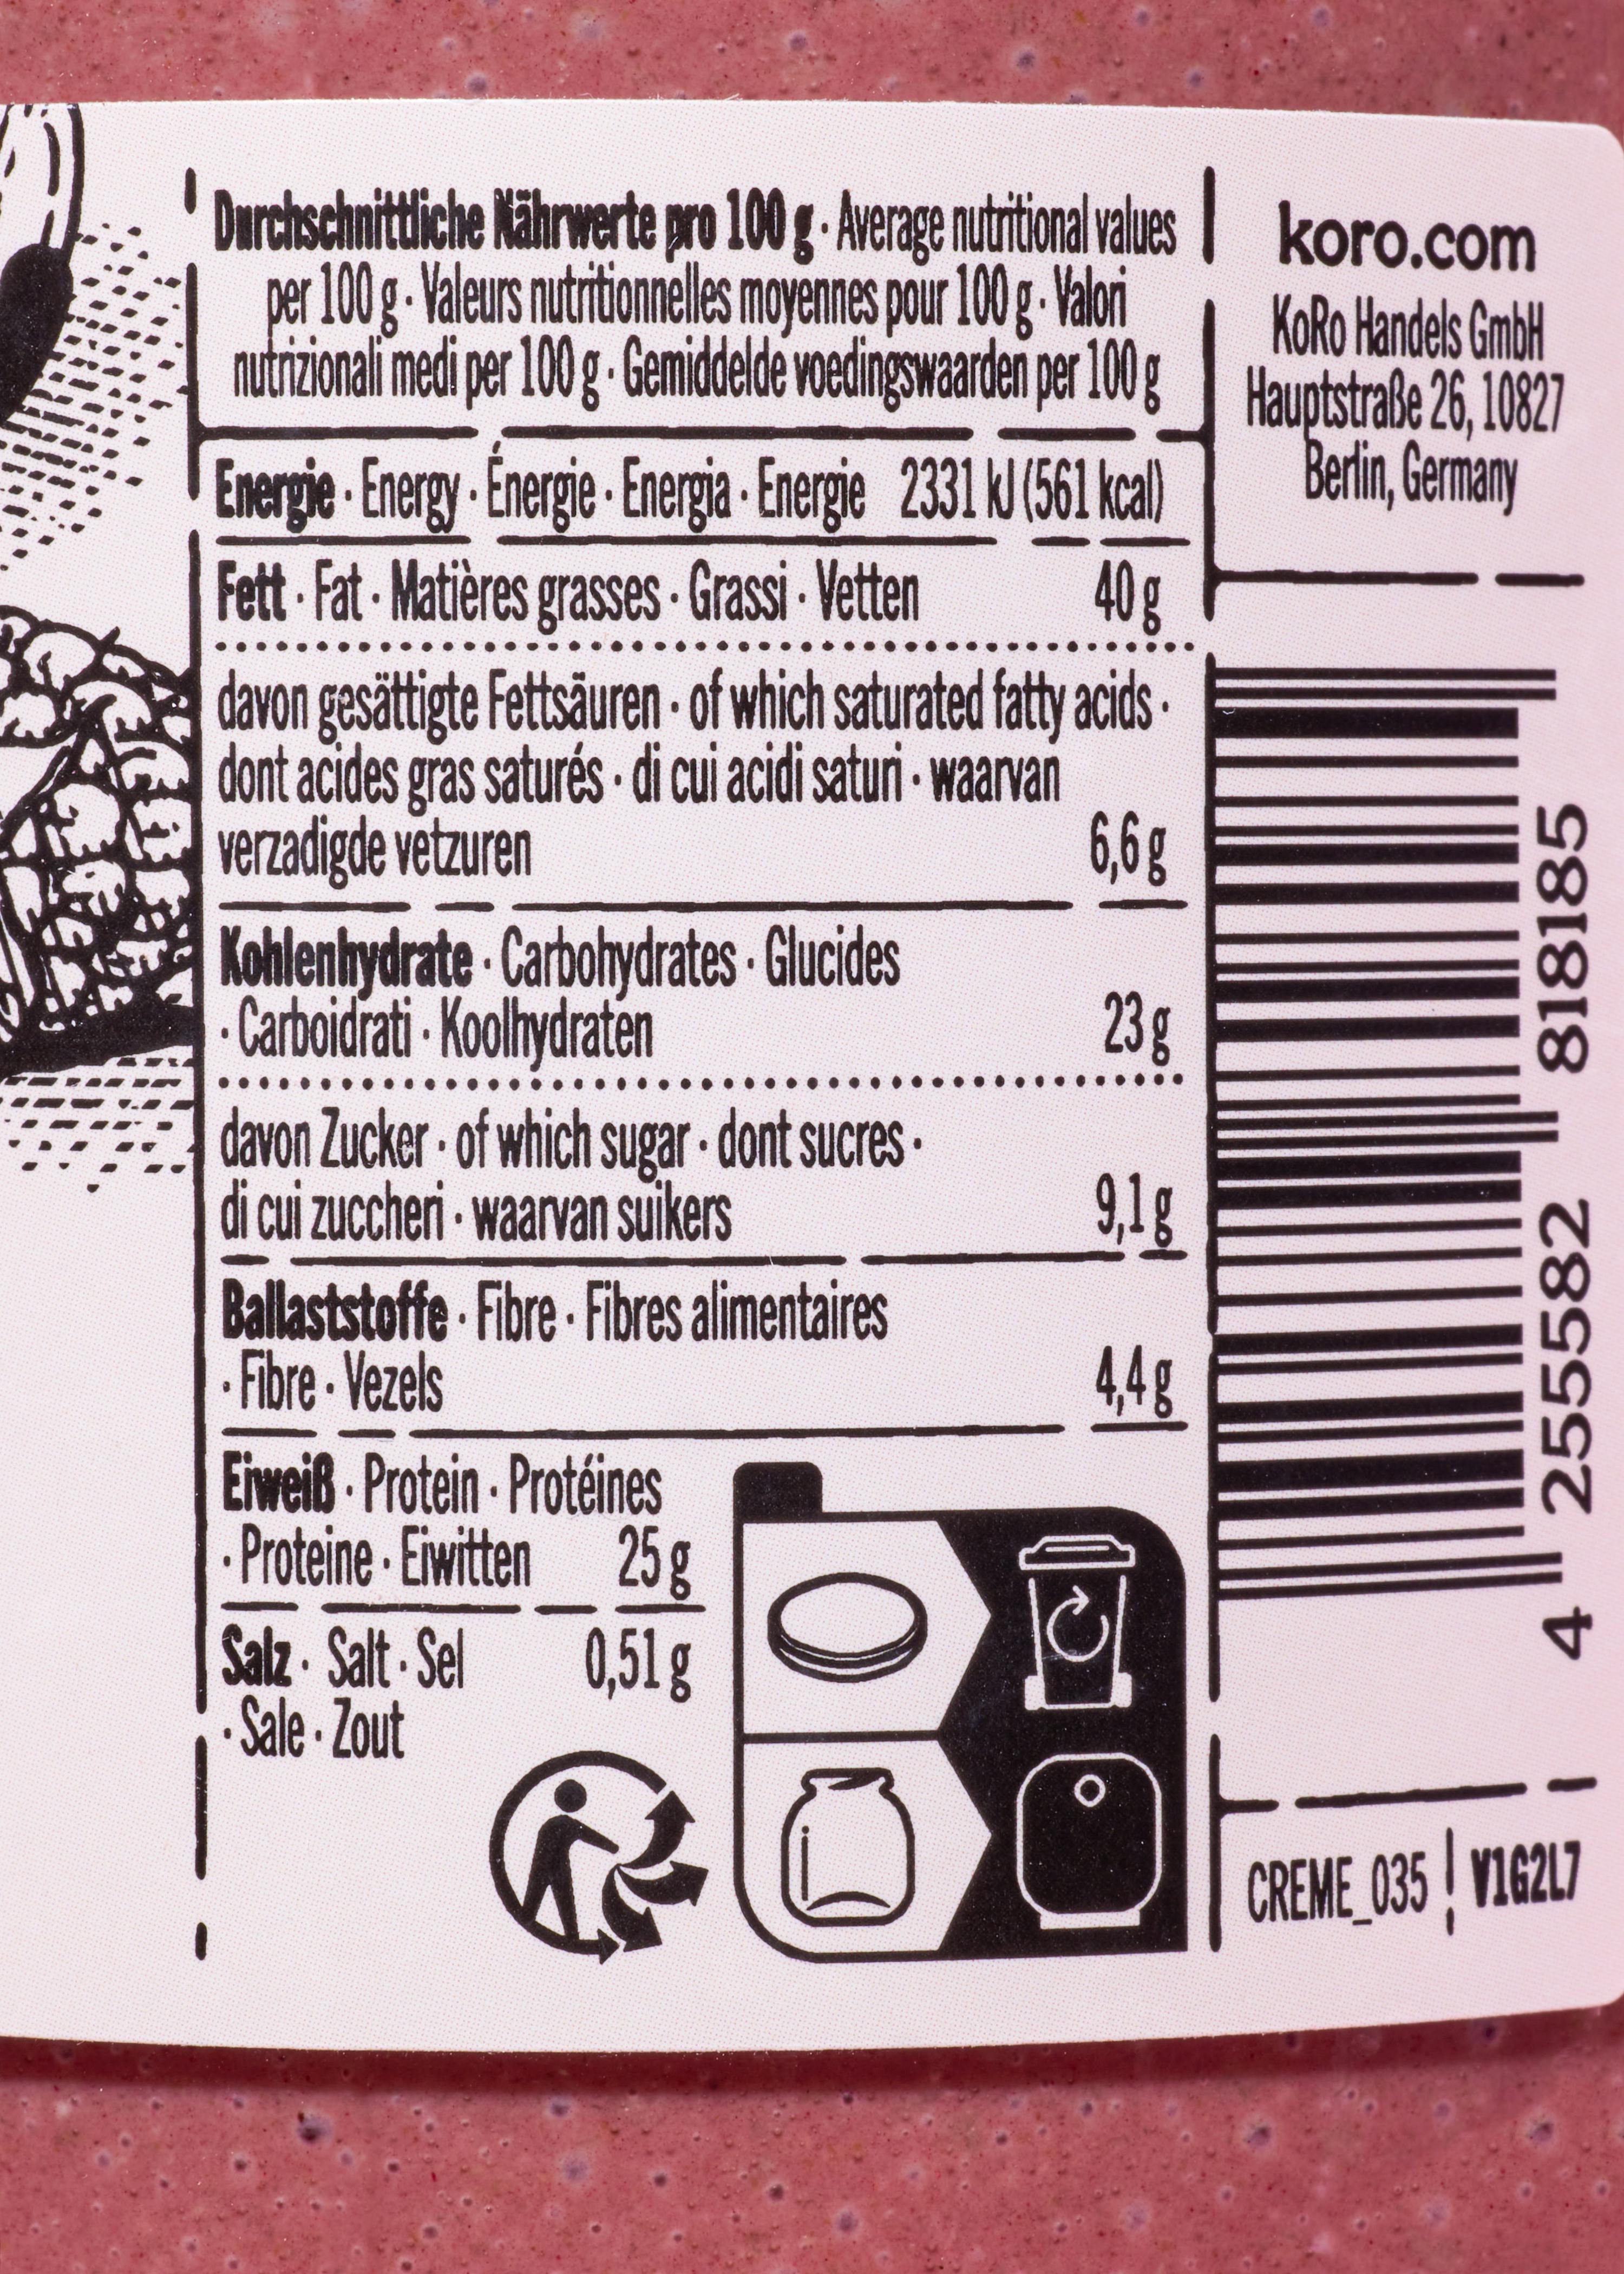 Durchschnittliche Nährwerte pro 100 g · Average nutritional values
per 100 g · Valeurs nutritionnelles moyennes pour 100 g · Valori
nutrizionali medi per 100 g · Gemiddelde voedingswaarden per 100 g
Energie · Energy · Énergie · Energia · Energie 2331 kJ (561 kcal)
Fett · Fat · Matières grasses · Grassi · Vetten 40 g
davon gesättigte Fettsäuren · of which saturated fatty acids ·
dont acides gras saturés · di cui acidi saturi · waarvan
verzadigde vetzuren 6,6 g
Kohlenhydrate · Carbohydrates · Glucides
· Carboidrati · Koolhydraten 23 g
davon Zucker · of which sugar · dont sucres ·
di cui zuccheri · waarvan suikers 9,1 g
Ballaststoffe · Fibre · Fibres alimentaires
· Fibre · Vezels 4,4 g
Eiweiß · Protein · Protéines
· Proteine · Eiwitten 25 g
Salz · Salt · Sel 0,51 g
· Sale · Zout
koro.com
KoRo Handels GmbH
Hauptstraße 26, 10827
Berlin, Germany
4 255582 818185
CREME_035 | V1G2L7